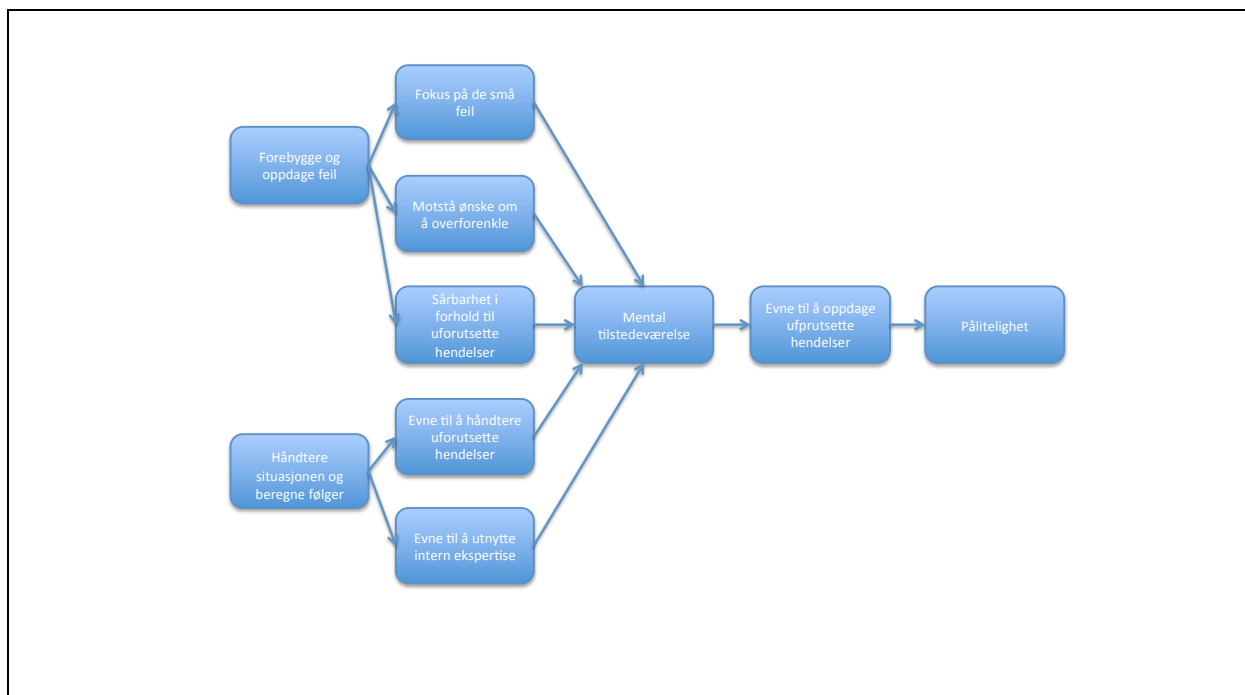 Fokus på de små
feil
Forebygge og
oppdage feil
Motstå ønske om
å overforenkle
Sårbarhet i
forhold til
uforutsette
hendelser
Mental
tilstedeværelse
Evne til å oppdage
ufprutsette
hendelser
Pålitelighet
Evne til å håndtere
uforutsette
hendelser
Håndtere
situasjonen og
beregne følger
Evne til å utnytte
intern ekspertise